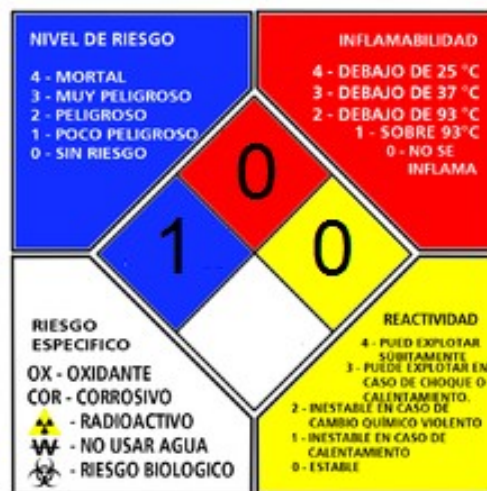 NIVEL DE RIESGO
4 - MORTAL
3 - MUY PELIGROSO
2 - PELIGROSO
1 - POCO PELIGROSO
0 - SIN RIESGO
INFLAMABILIDAD
4 - DEBAJO DE 25 °C
3 - DEBAJO DE 37 °C
2 - DEBAJO DE 93 °C
1 - SOBRE 93°C
0 - NO SE
INFLAMA
0
1
0
RIESGO
ESPECIFICO
OX - OXIDANTE
COR - CORROSIVO
- RADIOACTIVO
W - NO USAR AGUA
- RIESGO BIOLOGICO
REACTIVIDAD
4 - PUED EXPLOTAR
SÚBITAMENTE
3 - PUEDE EXPLOTAR EN
CASO DE CHOQUE O
CALENTAMIENTO.
2 - INESTABLE EN CASO DE
CAMBIO QUÍMICO VIOLENTO
1 - INESTABLE EN CASO DE
CALENTAMIENTO
0 - ESTABLE